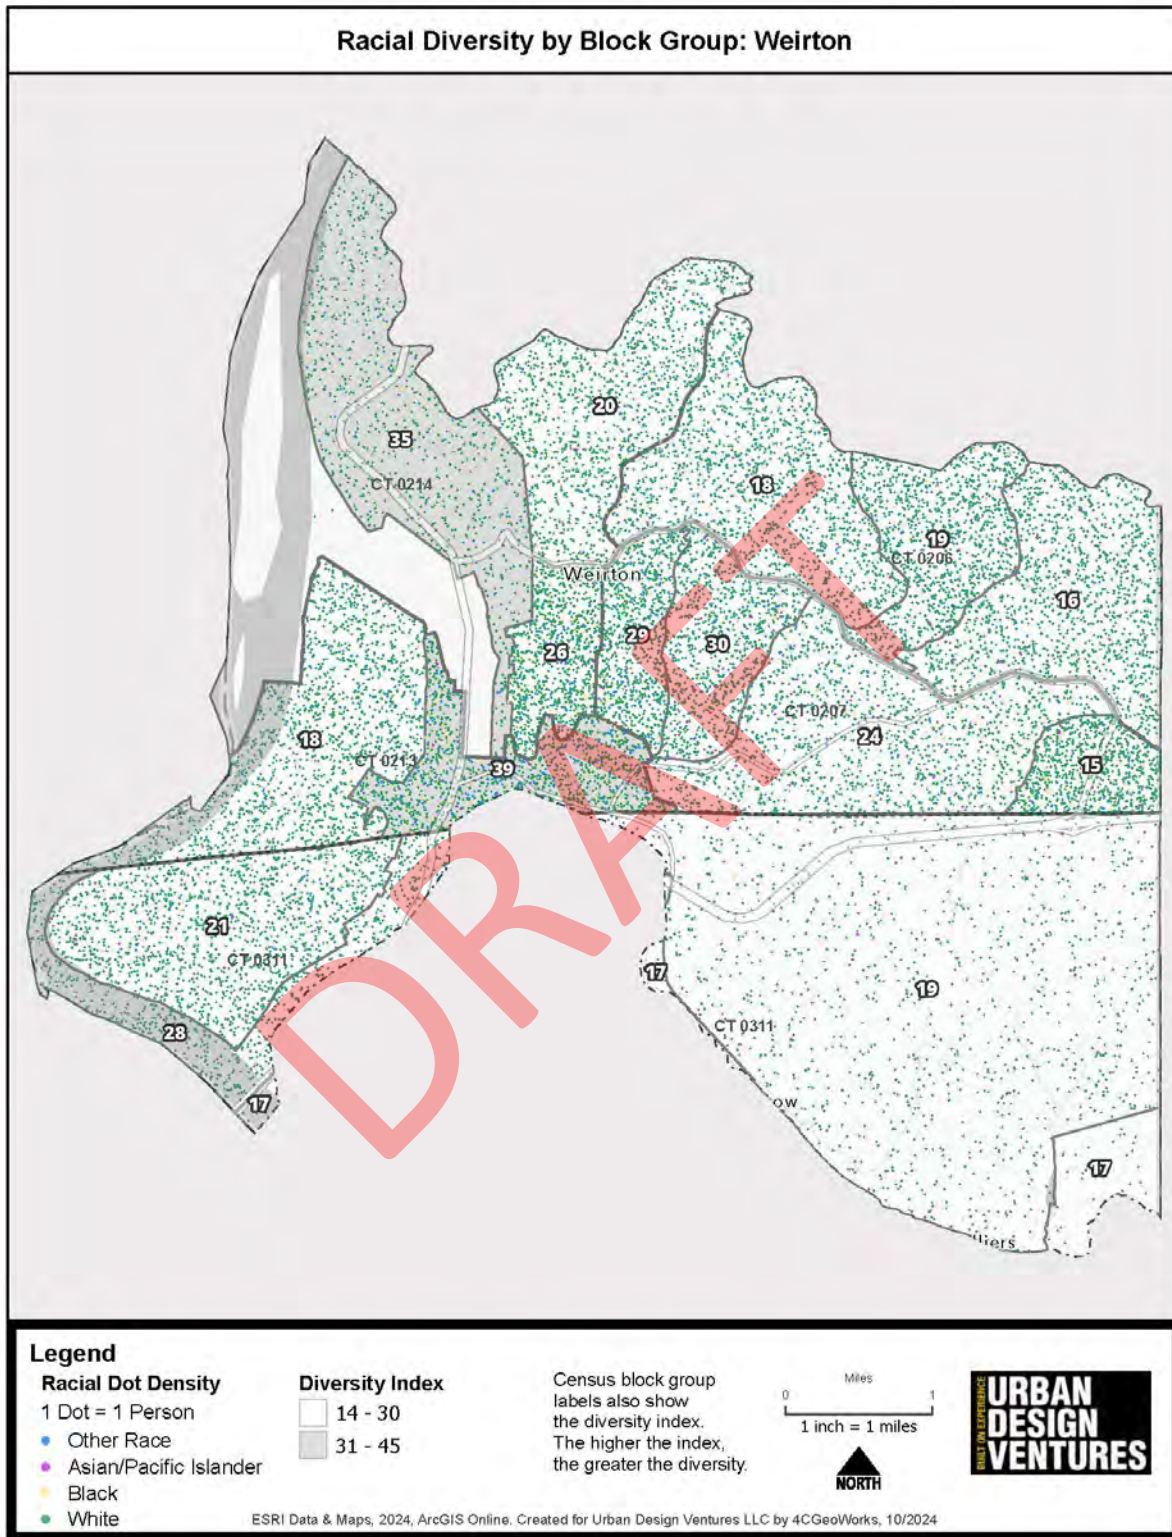 Racial Diversity by Block Group: Weirton
20
35
CT 0214
18
19
CT 0206
16
Weirton
29
30
26
CT 0207
24
18
CT 0213
39
15
21
CT 0311
17
19
28
CT 0311
17
ow
17
lliers
DRAFT
Legend
Racial Dot Density
1 Dot = 1 Person
Other Race
Asian/Pacific Islander
Black
White
Diversity Index
14 - 30
31 - 45
Census block group
labels also show
the diversity index.
The higher the index,
the greater the diversity.
Miles
0 1
1 inch = 1 miles
NORTH
BUILT ON EXPERIENCE
URBAN
DESIGN
VENTURES
ESRI Data & Maps, 2024, ArcGIS Online. Created for Urban Design Ventures LLC by 4CGeoWorks, 10/2024